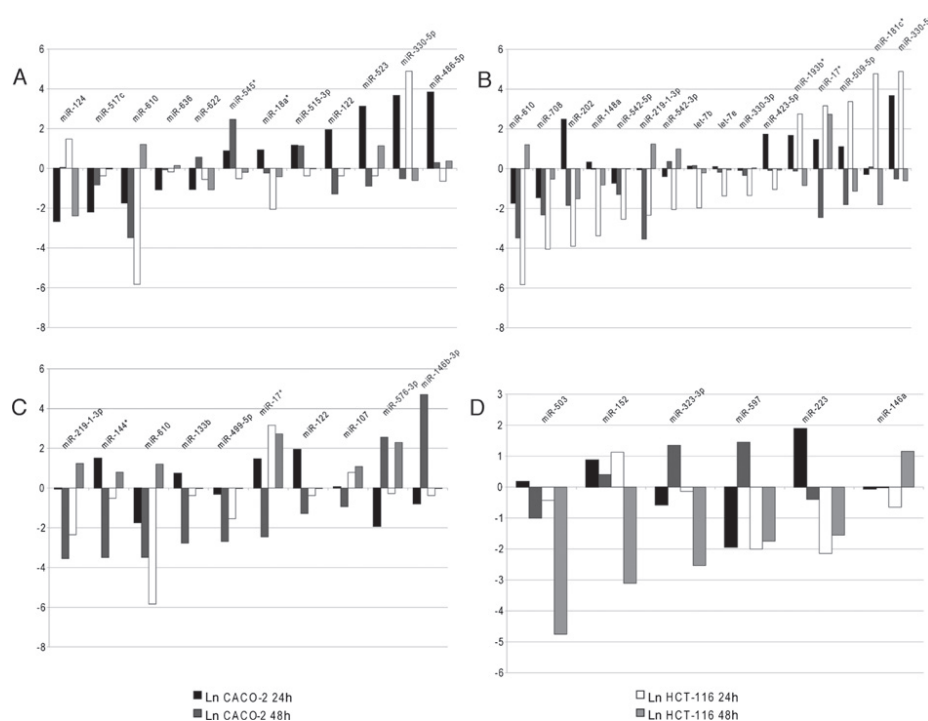 A
6
4
2
0
-2
-4
-6
-8
miR-124
miR-517c
miR-610
miR-636
miR-622
miR-545*
miR-18a*
miR-515-3p
miR-122
miR-523
miR-330-5p
miR-486-5p
B
6
4
2
0
-2
-4
-6
-8
miR-610
miR-708
miR-202
miR-148a
miR-542-5p
miR-219-1-3p
miR-542-3p
let-7b
let-7e
miR-330-3p
miR-423-5p
miR-193b*
miR-17*
miR-509-5p
miR-181c*
miR-330-5
C
6
4
2
0
-2
-4
-6
-8
miR-219-1-3p
miR-144*
miR-610
miR-133b
miR-499-5p
miR-17*
miR-122
miR-107
miR-576-3p
miR-146b-3p
D
3
2
1
0
-1
-2
-3
-4
-5
-6
miR-503
miR-152
miR-323-3p
miR-597
miR-223
miR-146a
Ln CACO-2 24h
Ln CACO-2 48h
Ln HCT-116 24h
Ln HCT-116 48h